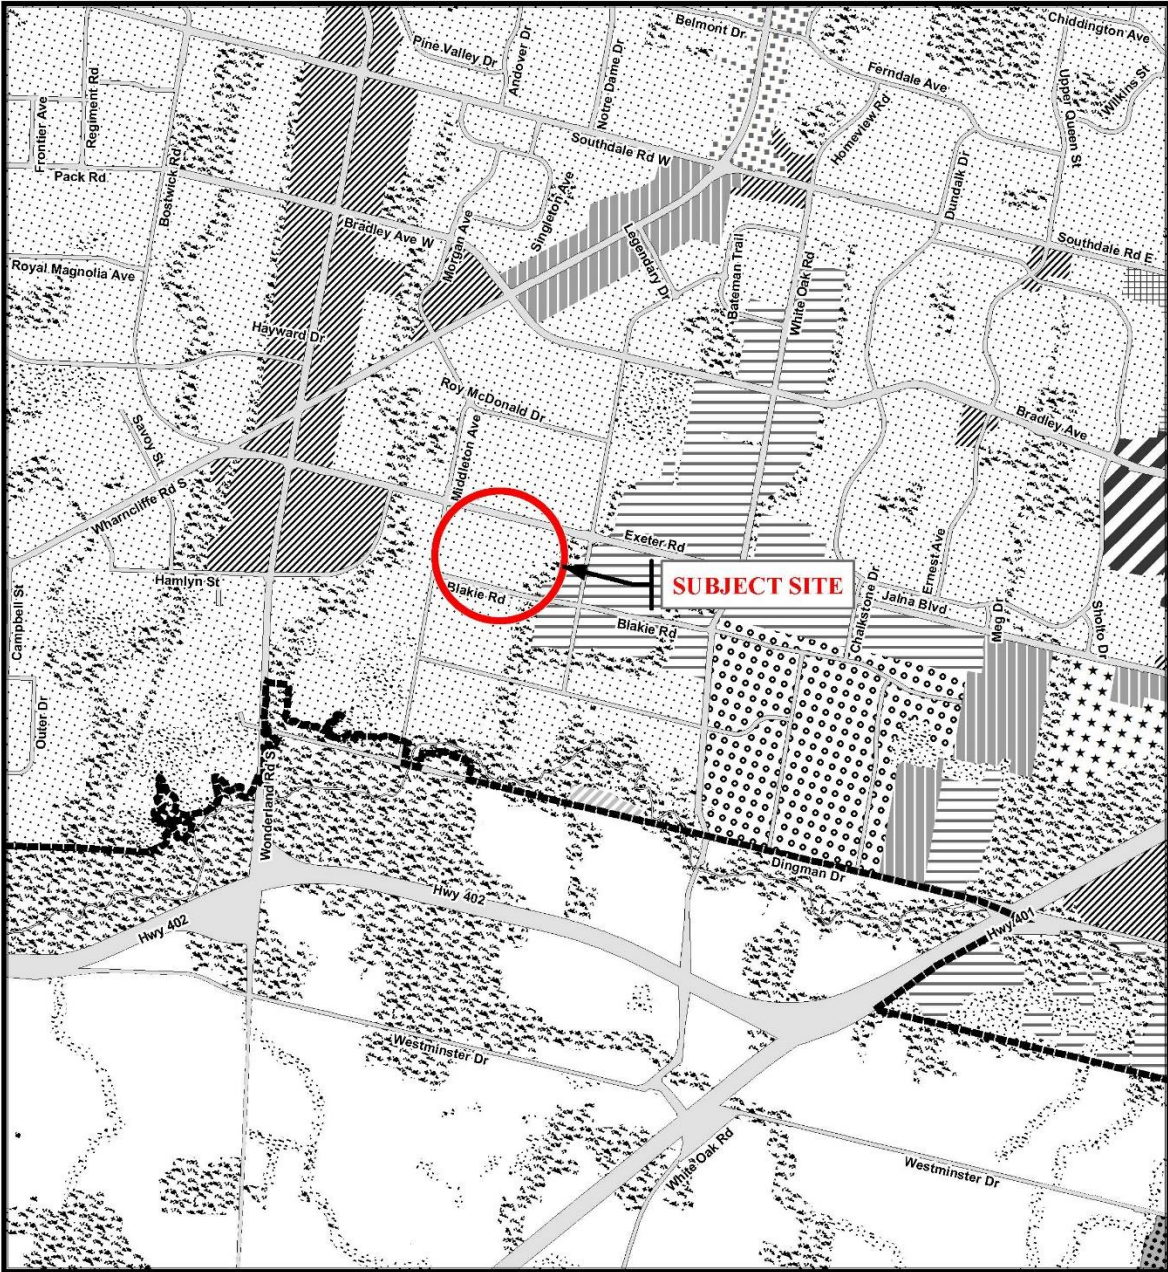 Chiddington Ave
Belmont Dr
Pine Valley Dr
Andover Dr
Notre Dame Dr
Ferndale Ave
Upper Queen St
Wilkins St
Frontier Ave
Regiment Rd
Homeview Rd
Southdale Rd W
Pack Rd
Bostwick Rd
Dundalk Dr
Singleton Ave
Bradley Ave W
Morgan Ave
Legendary Dr
Bateman Trail
White Oak Rd
Southdale Rd E
Royal Magnolia Ave
Hayward Dr
Roy McDonald Dr
Bradley Ave
Savoy St
Middleton Ave
Wharncliffe Rd S
Exeter Rd
Ernest Ave
Hamlyn St
SUBJECT SITE
Blakie Rd
Jalna Blvd
Campbell St
Blakie Rd
Chalkstone Dr
Meg Dr
Sholto Dr
Outer Dr
Wonderland Rd S
Dingman Dr
Hwy 402
Hwy 402
Hwy 401
Westminster Dr
White Oak Rd
Westminster Dr